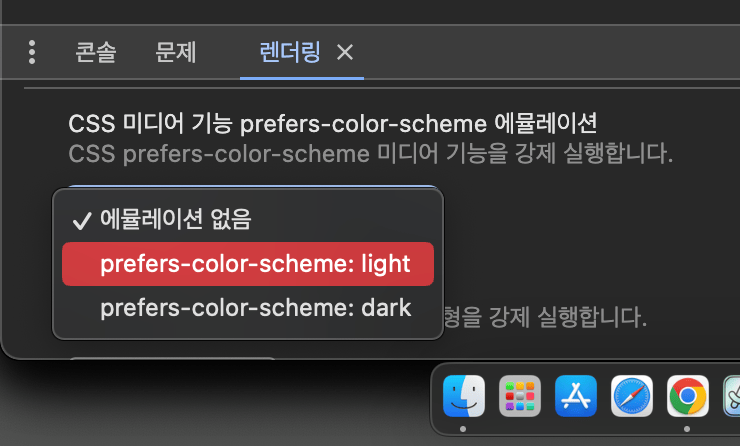 콘솔 문제 렌더링
CSS 미디어 기능 prefers-color-scheme 에뮬레이션
CSS prefers-color-scheme 미디어 기능을 강제 실행합니다.
에뮬레이션 없음
prefers-color-scheme: light
prefers-color-scheme: dark
형을 강제 실행합니다.